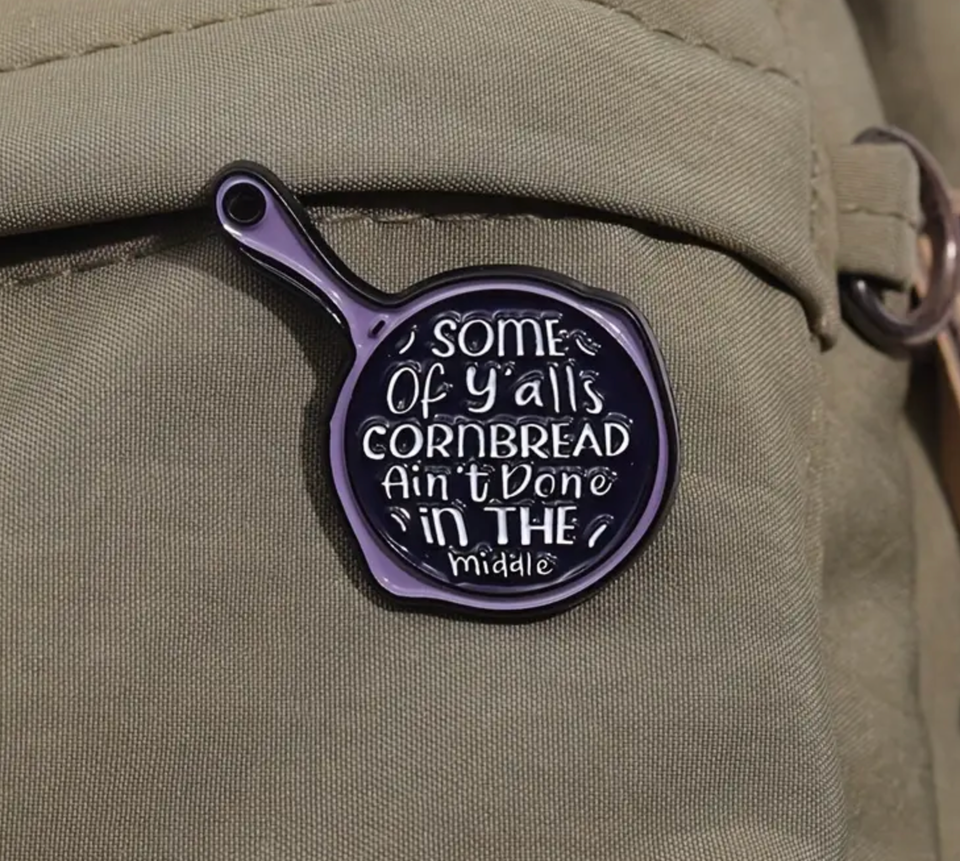 SOME
Of Y'alls
CORNBREAD
Ain't Done
in THE
middle